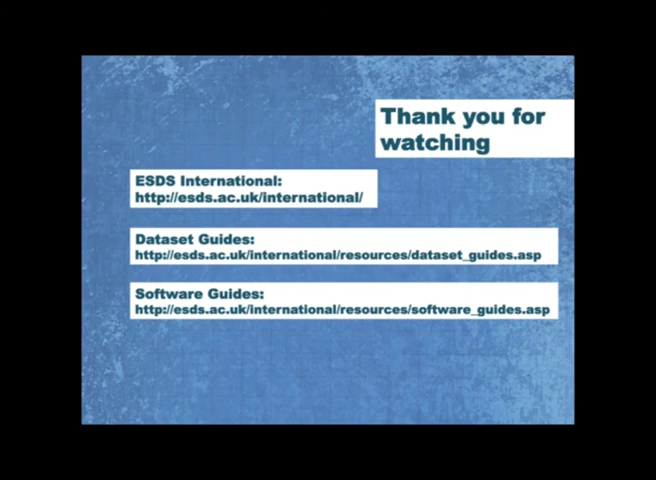 Thank you for
watching
ESDS International:
http://esds.ac.uk/international/
Dataset Guides:
http://esds.ac.uk/international/resources/dataset_guides.asp
Software Guides:
http://esds.ac.uk/international/resources/software_guides.asp